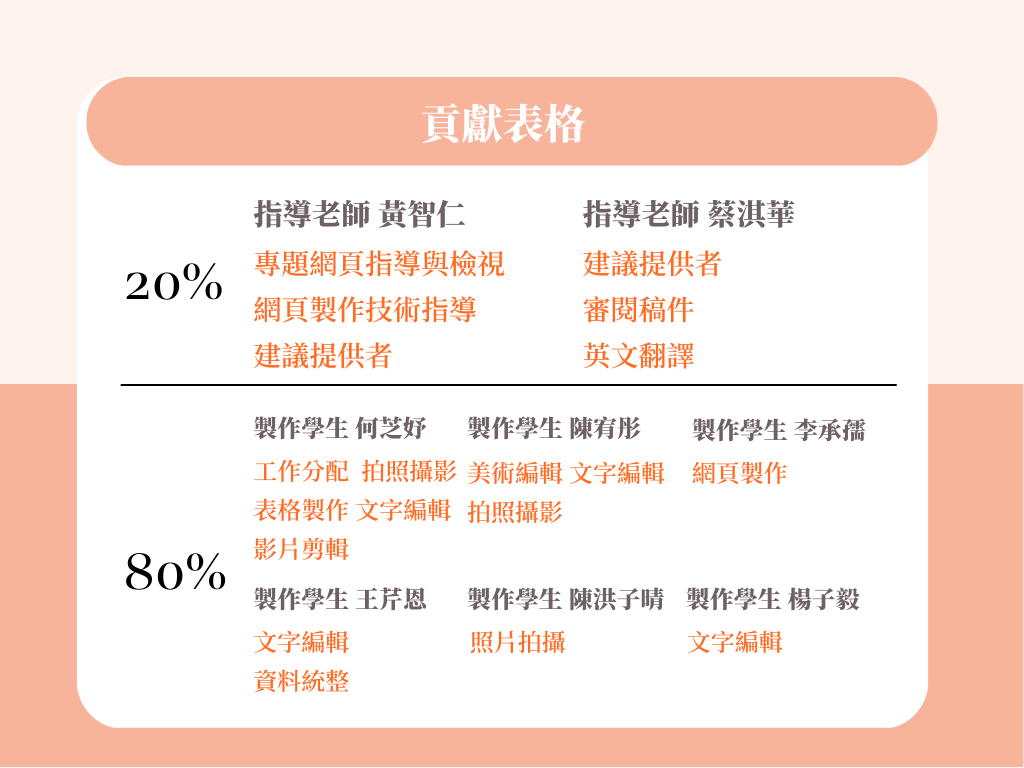 貢獻表格
20%
指導老師 黃智仁
專題網頁指導與檢視
網頁製作技術指導
建議提供者
指導老師 蔡淇華
建議提供者
審閱稿件
英文翻譯
80%
製作學生 何芝妤
工作分配 拍照攝影
表格製作 文字編輯
影片剪輯
製作學生 陳宥彤
美術編輯 文字編輯
拍照攝影
製作學生 李承孺
網頁製作
製作學生 王芹恩
文字編輯
資料統整
製作學生 陳洪子晴
照片拍攝
製作學生 楊子毅
文字編輯